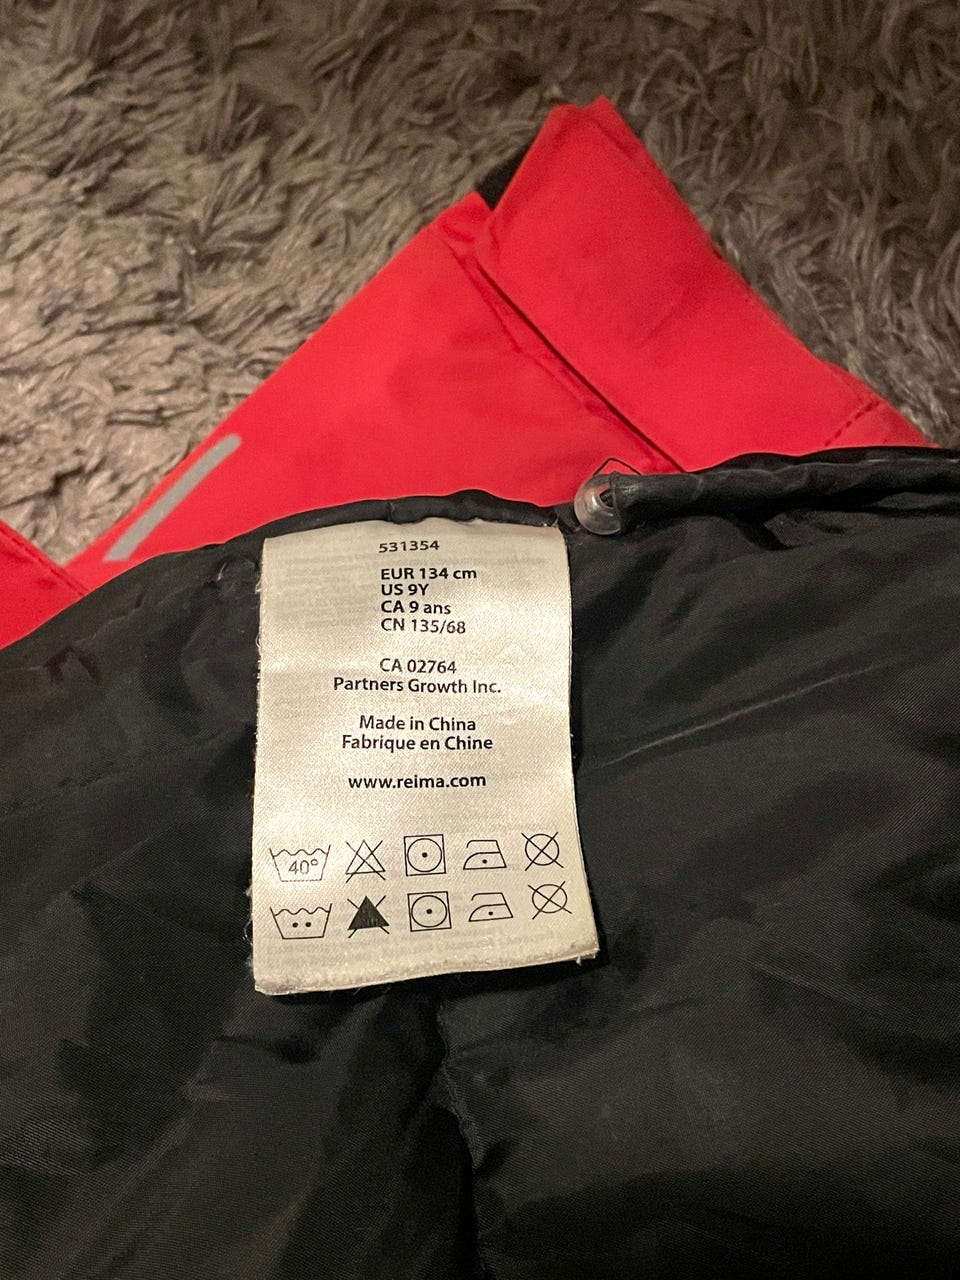 531354
EUR 134 cm
US 9Y
CA 9 ans
CN 135/68
CA 02764
Partners Growth Inc.
Made in China
Fabrique en Chine
www.reima.com
40°